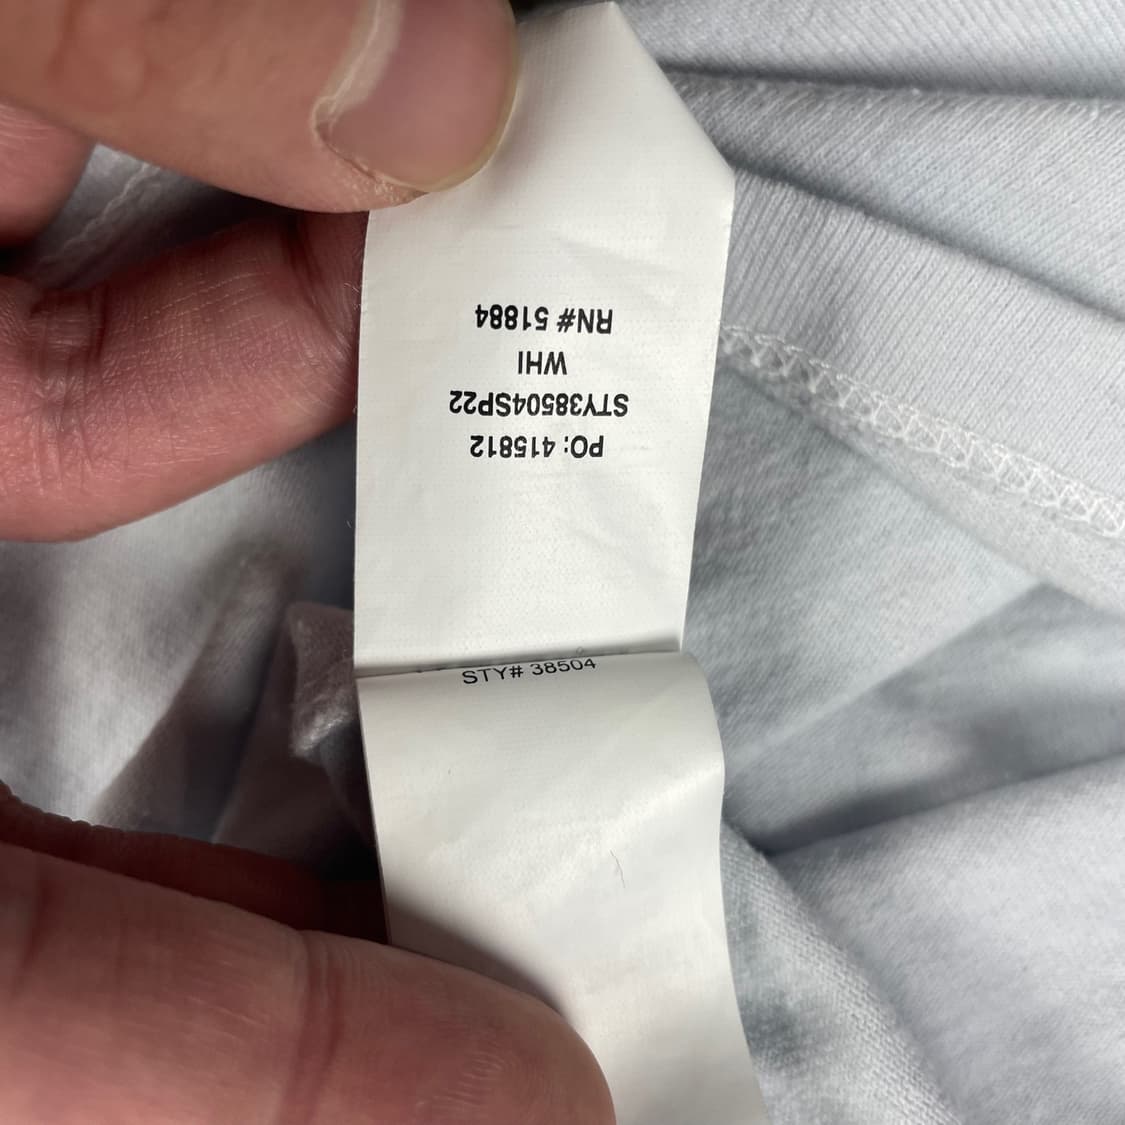 PO: 415812
STY38504SP22
WHI
RN# 51884
STY# 38504